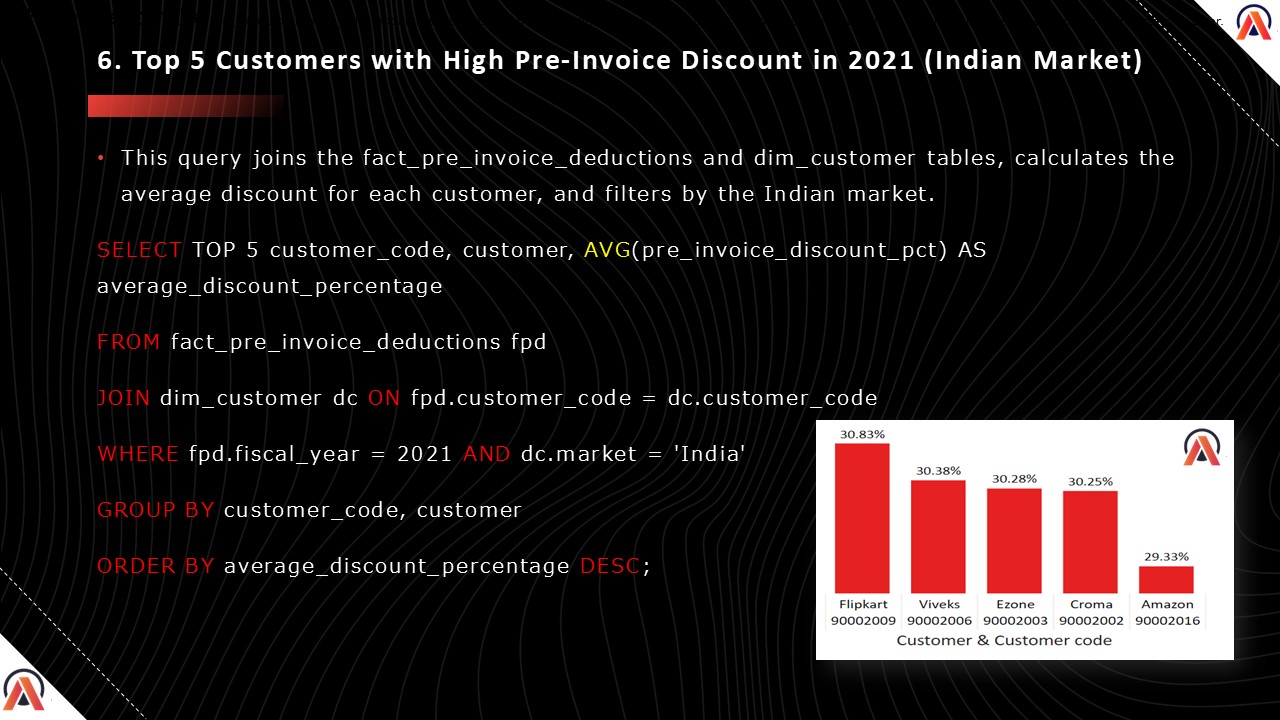 6. Top 5 Customers with High Pre-Invoice Discount in 2021 (Indian Market)
• This query joins the fact_pre_invoice_deductions and dim_customer tables, calculates the
average discount for each customer, and filters by the Indian market.
SELECT TOP 5 customer_code, customer, AVG(pre_invoice_discount_pct) AS
average_discount_percentage
FROM fact_pre_invoice_deductions fpd
JOIN dim_customer dc ON fpd.customer_code = dc.customer_code
WHERE fpd.fiscal_year = 2021 AND dc.market = 'India'
GROUP BY customer_code, customer
ORDER BY average_discount_percentage DESC;
30.83%
30.38%
30.28%
30.25%
29.33%
Flipkart Viveks Ezone Croma Amazon
90002009 90002006 90002003 90002002 90002016
Customer & Customer code